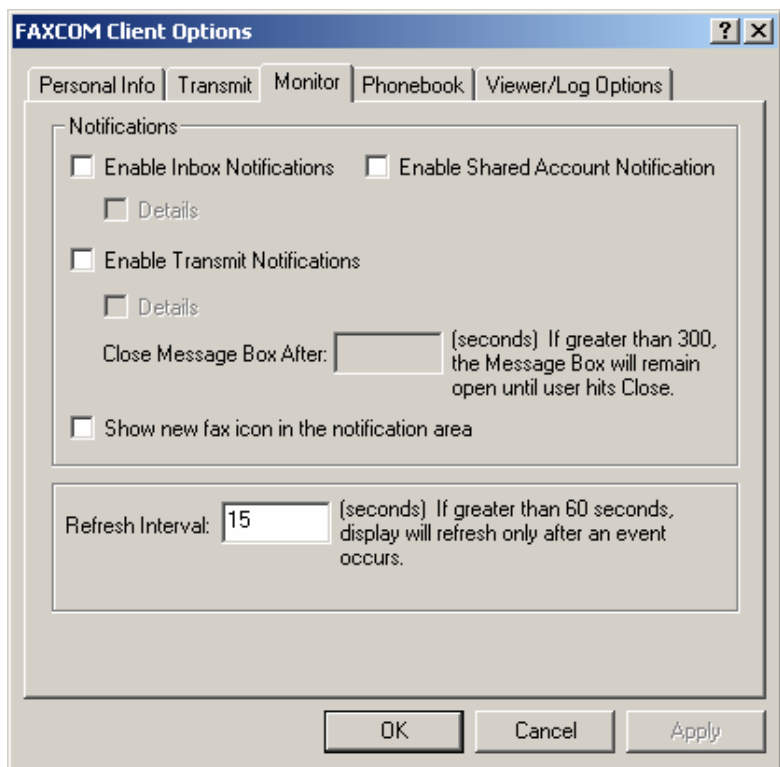 FAXCOM Client Options
Personal Info Transmit Monitor Phonebook Viewer/Log Options
Notifications
Enable Inbox Notifications Enable Shared Account Notification
Details
Enable Transmit Notifications
Details
Close Message Box After: (seconds) If greater than 300,
the Message Box will remain
open until user hits Close.
Show new fax icon in the notification area
Refresh Interval: 15 (seconds) If greater than 60 seconds,
display will refresh only after an event
occurs.
OK Cancel Apply